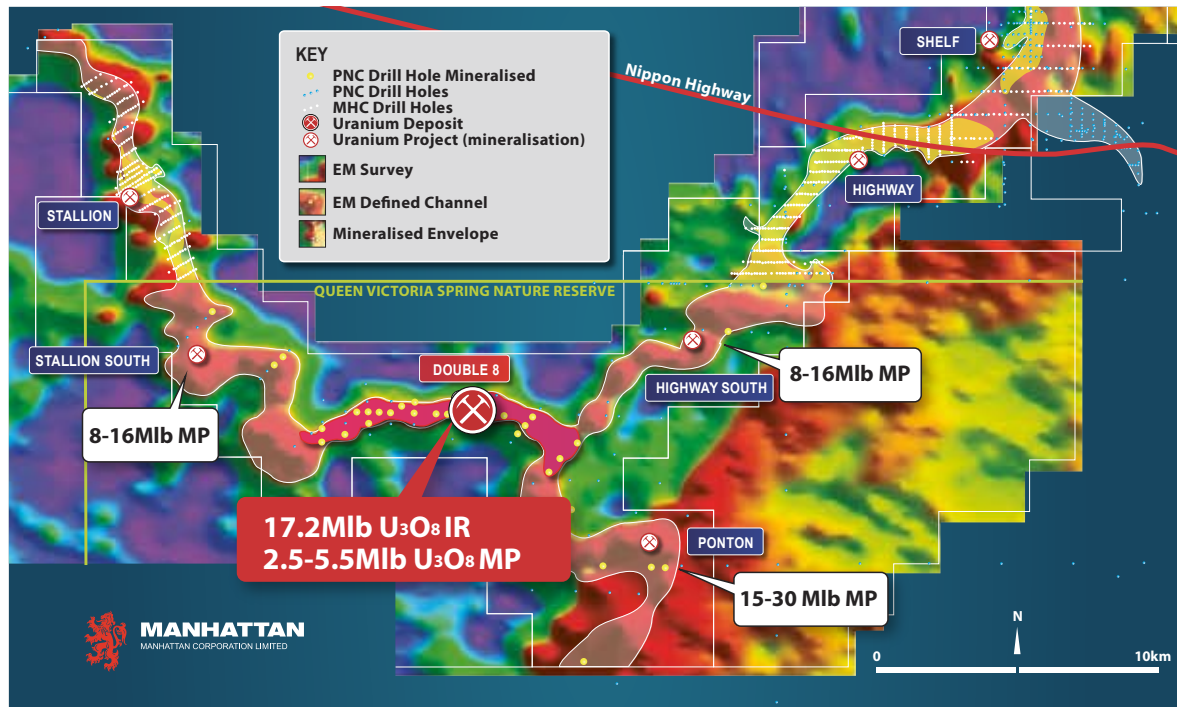 KEY
PNC Drill Hole Mineralised
PNC Drill Holes
MHC Drill Holes
Uranium Deposit
Uranium Project (mineralisation)
EM Survey
EM Defined Channel
Mineralised Envelope
SHELF
Nippon Highway
HIGHWAY
STALLION
QUEEN VICTORIA SPRING NATURE RESERVE
STALLION SOUTH
DOUBLE 8
HIGHWAY SOUTH
8-16Mlb MP
8-16Mlb MP
17.2Mlb U₃O₈ IR
2.5-5.5Mlb U₃O₈ MP
PONTON
15-30 Mlb MP
MANHATTAN
MANHATTAN CORPORATION LIMITED
N
0 10km